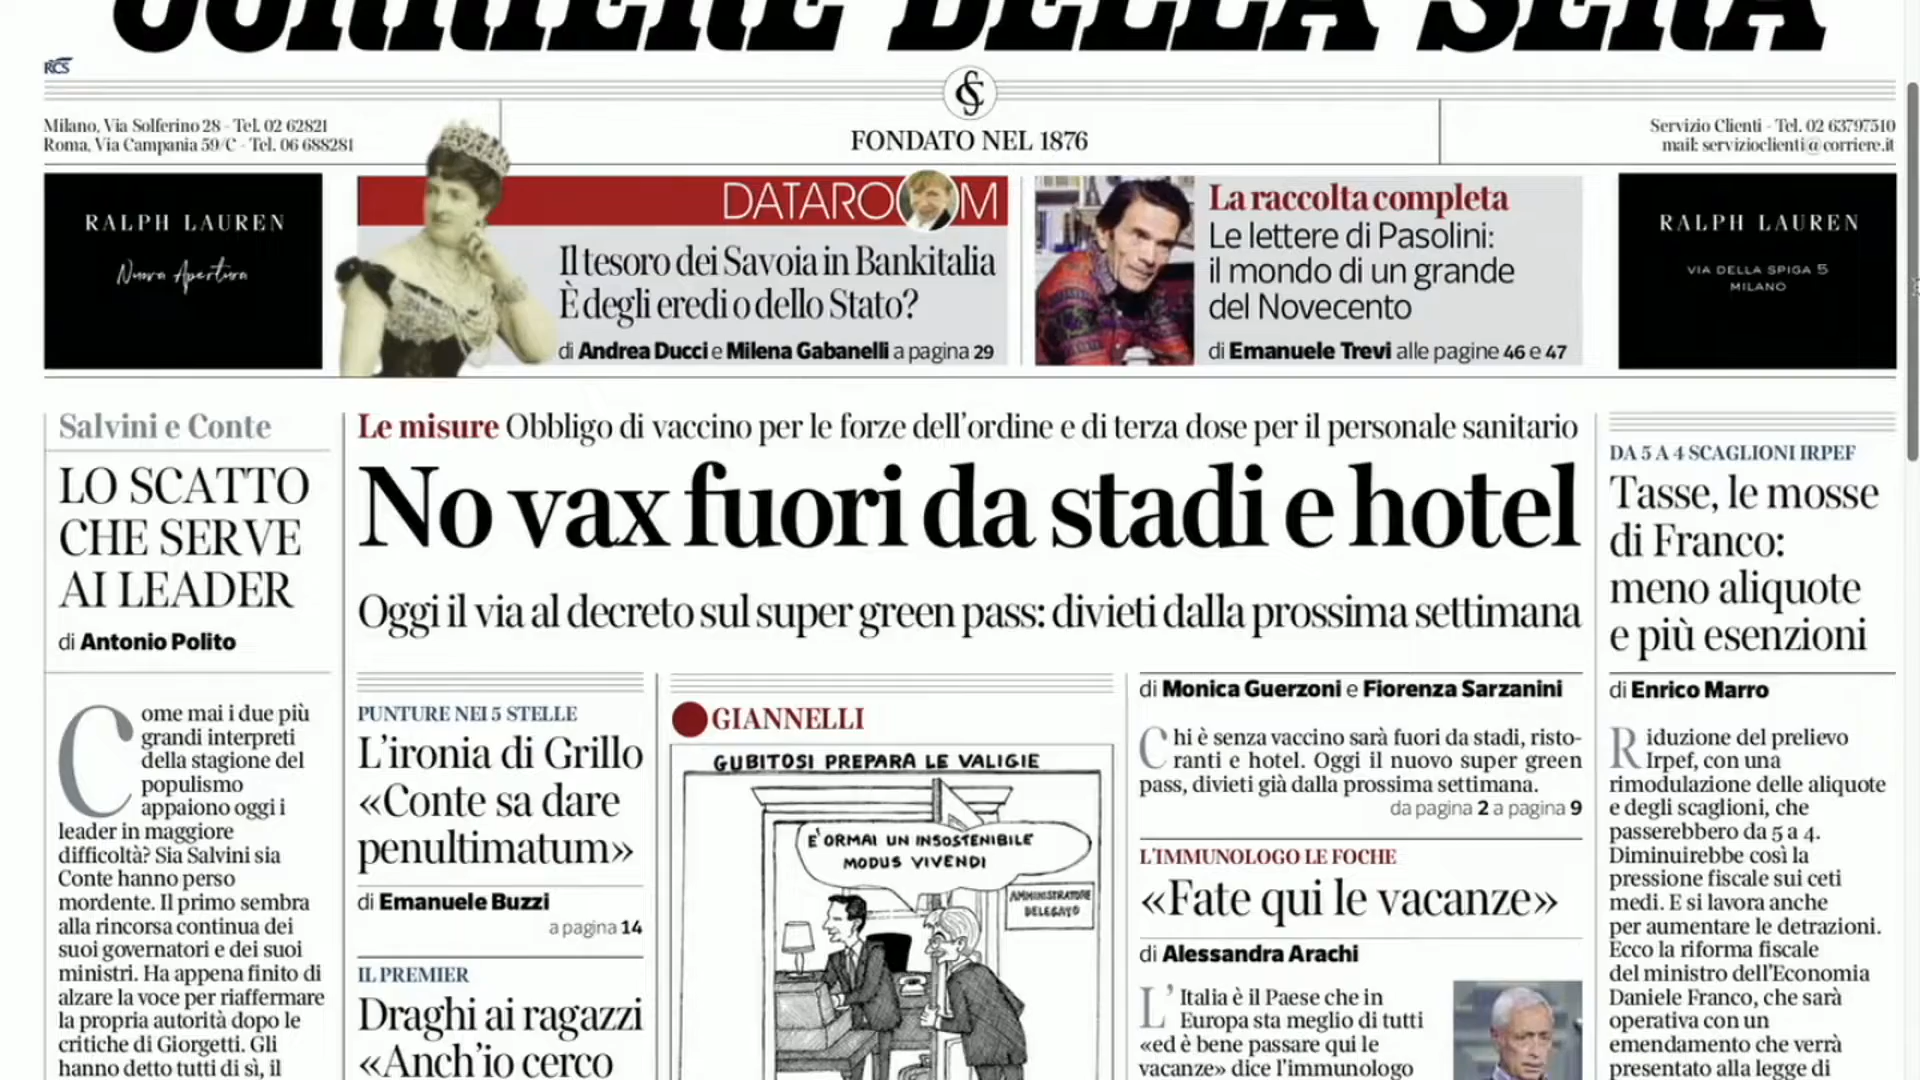 CORRIERE DELLA SERA
RCS
Milano, Via Solferino 28 - Tel. 02 62821
Roma, Via Campania 59/C - Tel. 06 688281
FONDATO NEL 1876
Servizio Clienti - Tel. 02 63797510
mail: servizioclienti@corriere.it
RALPH LAUREN
Nuova Apertura
DATAROOM
Il tesoro dei Savoia in Bankitalia
È degli eredi o dello Stato?
di Andrea Ducci e Milena Gabanelli a pagina 29
La raccolta completa
Le lettere di Pasolini:
il mondo di un grande
del Novecento
di Emanuele Trevi alle pagine 46 e 47
RALPH LAUREN
VIA DELLA SPIGA 5
MILANO
Salvini e Conte
LO SCATTO
CHE SERVE
AI LEADER
di Antonio Polito
Come mai i due più
grandi interpreti
della stagione del
populismo
appaiono oggi i
leader in maggiore
difficoltà? Sia Salvini sia
Conte hanno perso
mordente. Il primo sembra
alla rincorsa continua dei
suoi governatori e dei suoi
ministri. Ha appena finito di
alzare la voce per riaffermare
la propria autorità dopo le
critiche di Giorgetti. Gli
hanno detto tutti di sì, il
Le misure Obbligo di vaccino per le forze dell'ordine e di terza dose per il personale sanitario
No vax fuori da stadi e hotel
Oggi il via al decreto sul super green pass: divieti dalla prossima settimana
PUNTURE NEI 5 STELLE
L'ironia di Grillo
«Conte sa dare
penultimatum»
di Emanuele Buzzi
a pagina 14
IL PREMIER
Draghi ai ragazzi
«Anch'io cerco
GIANNELLI
GUBITOSI PREPARA LE VALIGIE
E' ORMAI UN INSOSTENIBILE
MODUS VIVENDI
AMMINISTRATORE
DELEGATO
di Monica Guerzoni e Fiorenza Sarzanini
Chi è senza vaccino sarà fuori da stadi, risto-
ranti e hotel. Oggi il nuovo super green
pass, divieti già dalla prossima settimana.
da pagina 2 a pagina 9
L'IMMUNOLOGO LE FOCHE
«Fate qui le vacanze»
di Alessandra Arachi
L'Italia è il Paese che in
Europa sta meglio di tutti
«ed è bene passare qui le
vacanze» dice l'immunologo
DA 5 A 4 SCAGLIONI IRPEF
Tasse, le mosse
di Franco:
meno aliquote
e più esenzioni
di Enrico Marro
Riduzione del prelievo
Irpef, con una
rimodulazione delle aliquote
e degli scaglioni, che
passerebbero da 5 a 4.
Diminuirebbe così la
pressione fiscale sui ceti
medi. E si lavora anche
per aumentare le detrazioni.
Ecco la riforma fiscale
del ministro dell'Economia
Daniele Franco, che sarà
operativa con un
emendamento che verrà
presentato alla legge di